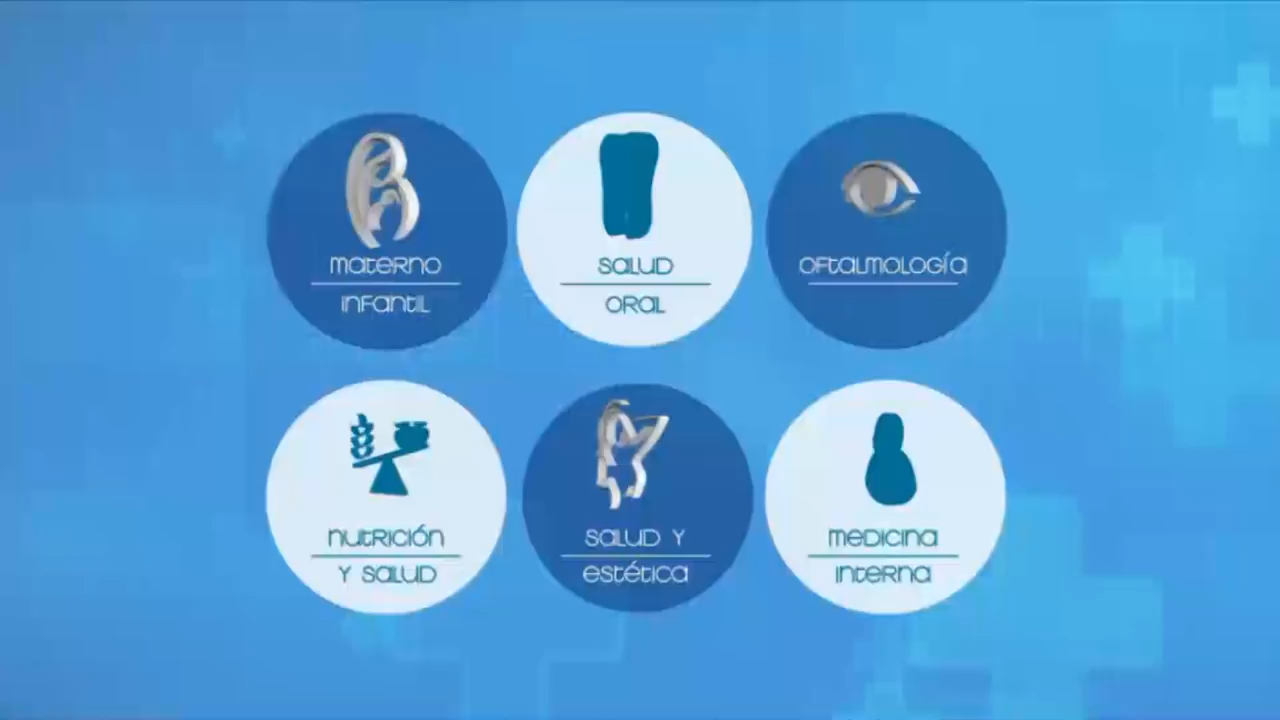 materno
infantil
salud
oral
oftalmología
nutrición
y salud
salud y
estética
medicina
interna